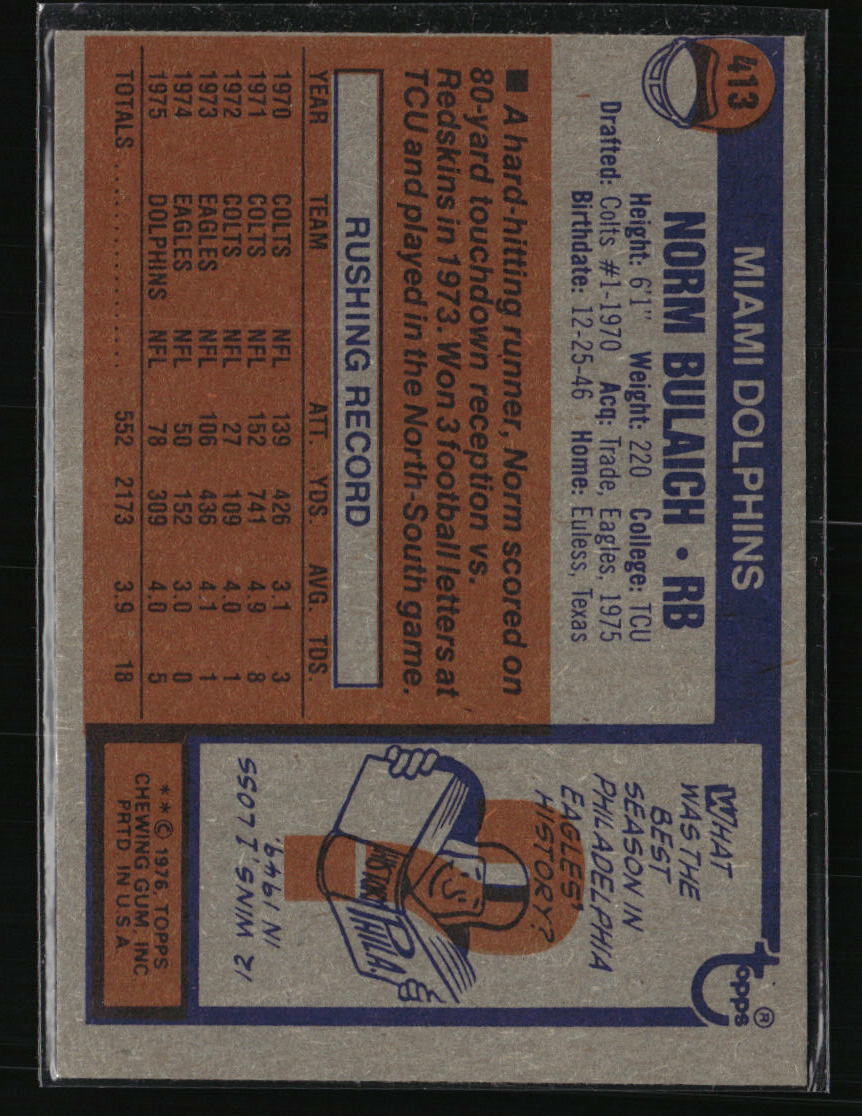 413
MIAMI DOLPHINS
NORM BULAICH • RB
Height: 6'1" Weight: 220 College: TCU
Drafted: Colts #1-1970 Acq: Trade, Eagles, 1975
Birthdate: 12-25-46 Home: Euless, Texas
■ A hard-hitting runner, Norm scored on
80-yard touchdown reception vs.
Redskins in 1973. Won 3 football letters at
TCU and played in the North-South game.
RUSHING RECORD
YEAR TEAM ATT. YDS. AVG. TDS.
1970 COLTS NFL 139 426 3.1 3
1971 COLTS NFL 152 741 4.9 8
1972 COLTS NFL 27 109 4.0 1
1973 EAGLES NFL 106 436 4.1 1
1974 EAGLES NFL 50 152 3.0 0
1975 DOLPHINS NFL 78 309 4.0 5
TOTALS .................... 552 2173 3.9 18
topps®
WHAT
WAS THE
BEST
SEASON IN
PHILADELPHIA
EAGLES'
HISTORY?
HISTORY
PHILA.
12 WINS, 1 LOSS
IN 1949.
**© 1976, TOPPS
CHEWING GUM, INC.
PRTD. IN U.S.A.